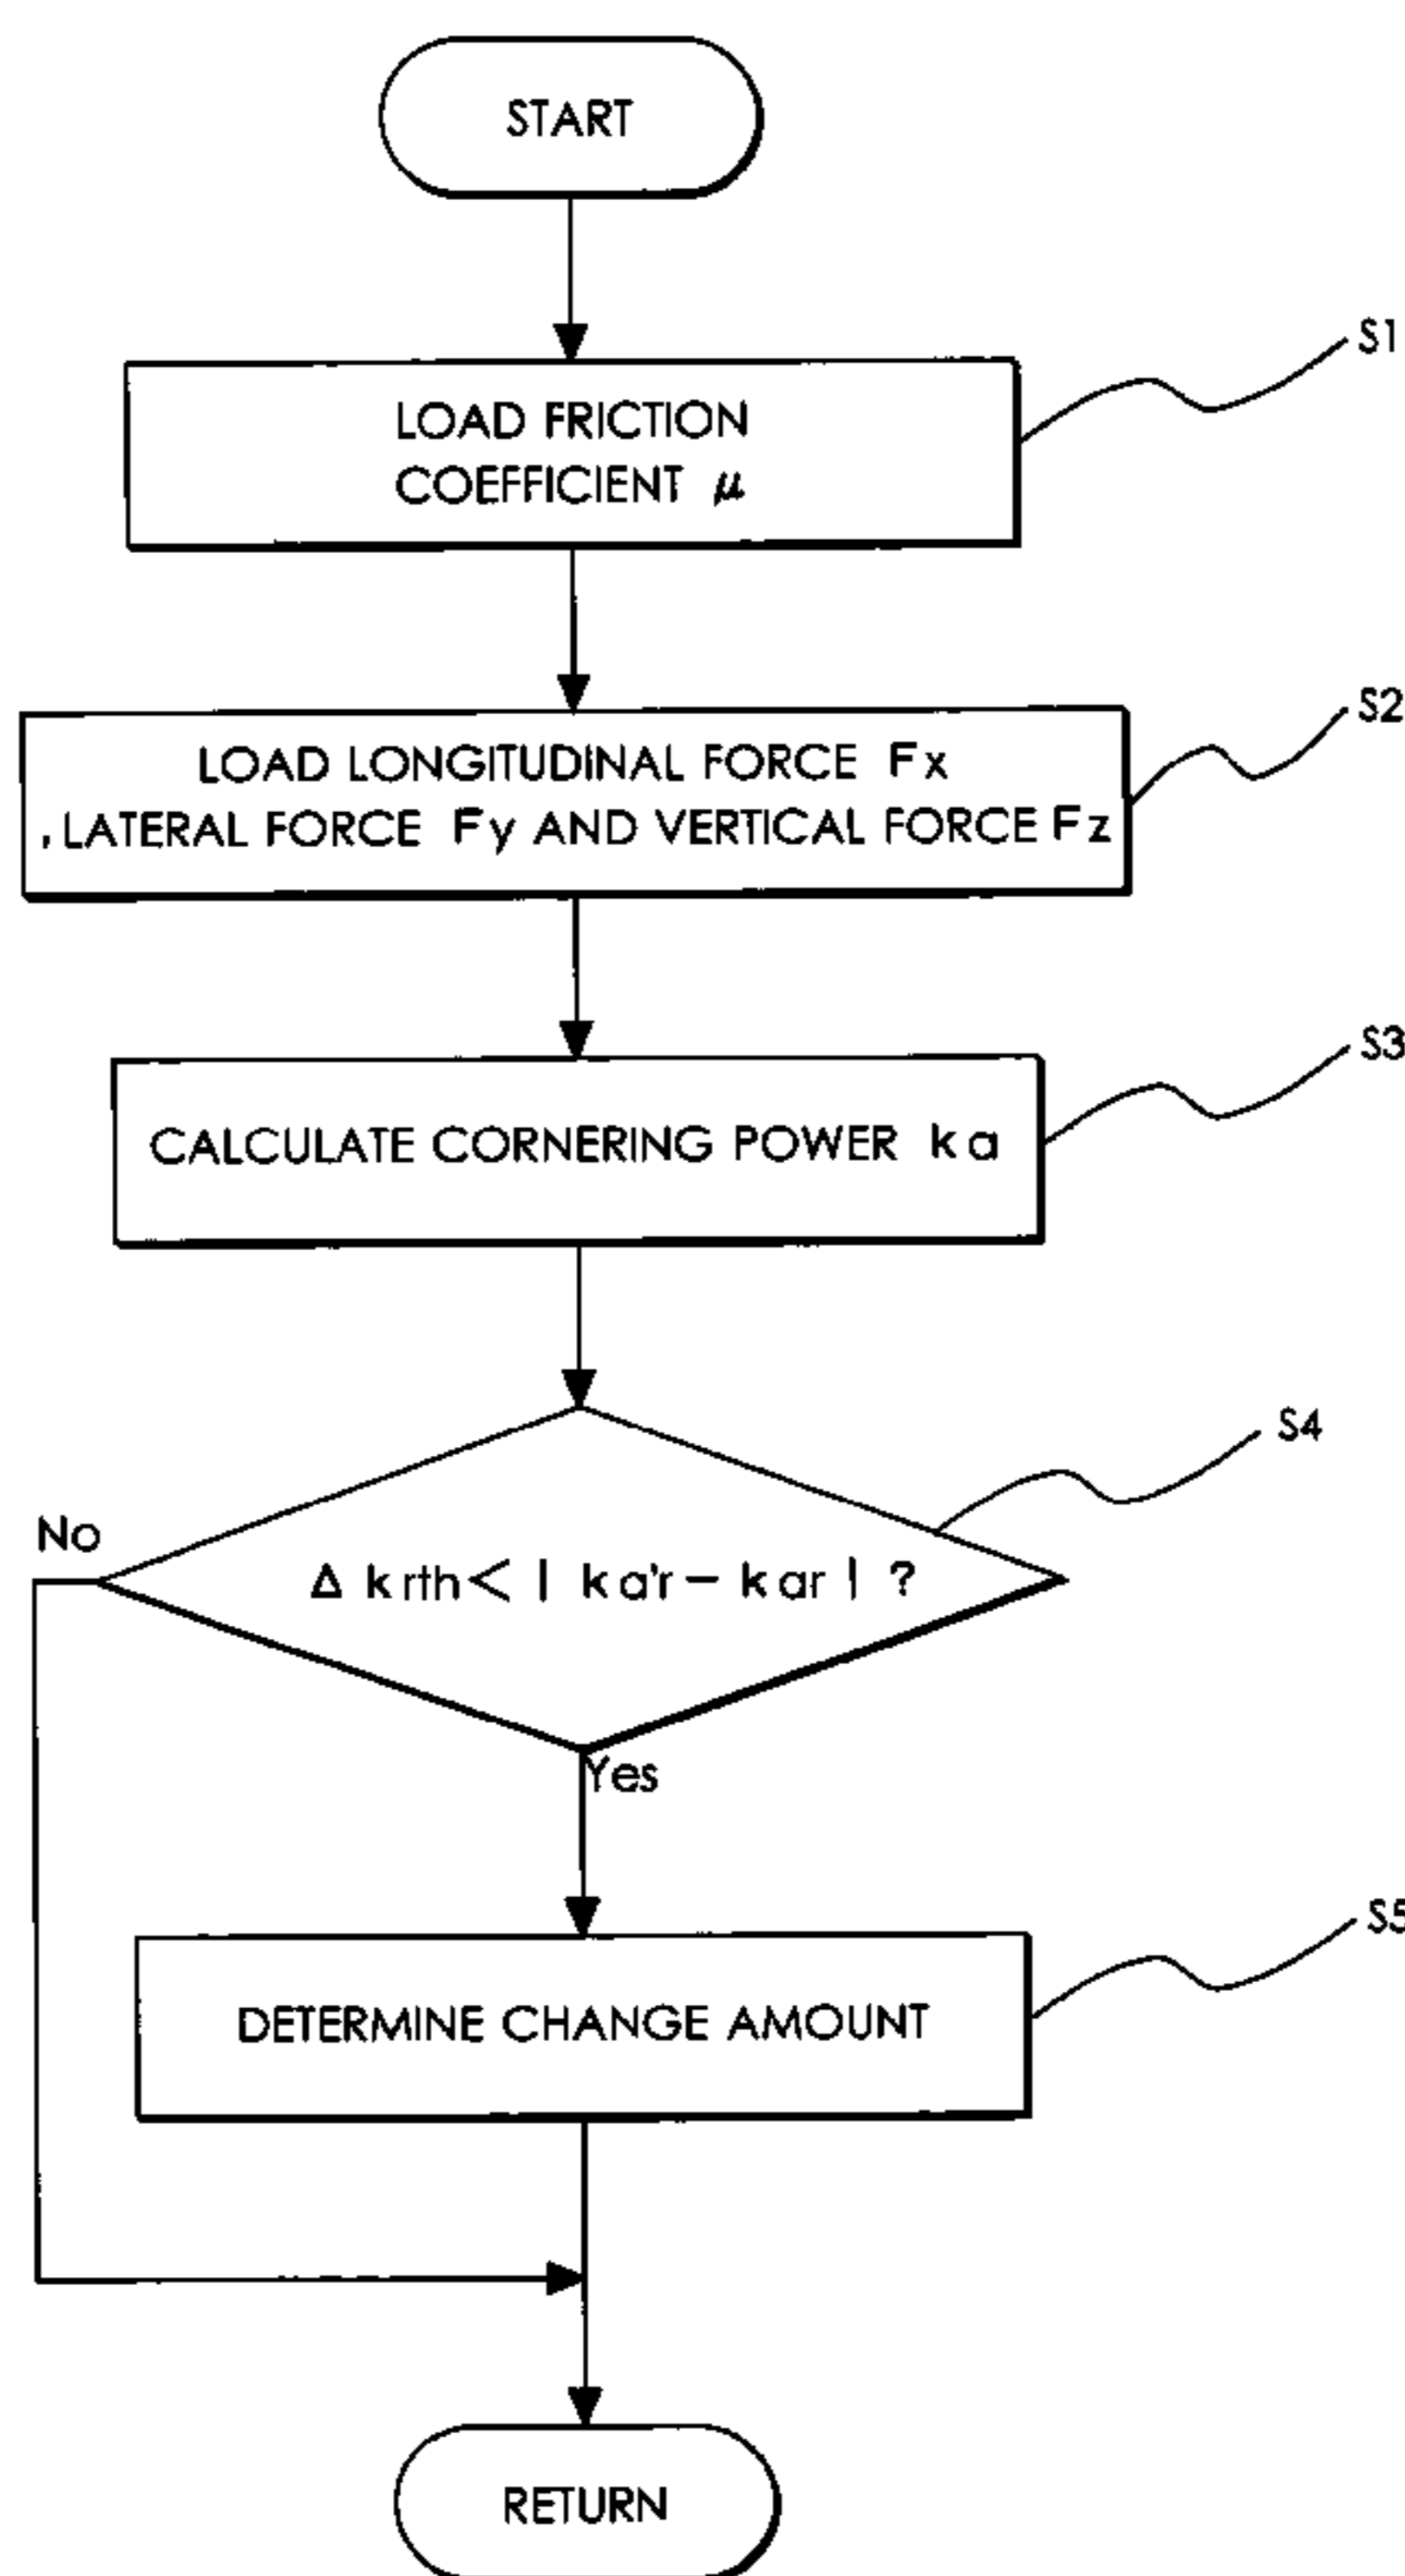 START
S1
LOAD FRICTION
COEFFICIENT μ
S2
LOAD LONGITUDINAL FORCE Fx
, LATERAL FORCE Fy AND VERTICAL FORCE Fz
S3
CALCULATE CORNERING POWER ka
S4
No
Δ krth < | ka'r − kar | ?
Yes
S5
DETERMINE CHANGE AMOUNT
RETURN